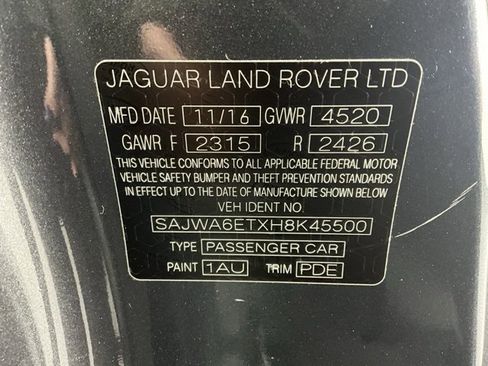 JAGUAR LAND ROVER LTD
MFD DATE 11/16 GVWR 4520
GAWR F 2315 R 2426
THIS VEHICLE CONFORMS TO ALL APPLICABLE FEDERAL MOTOR
VEHICLE SAFETY BUMPER AND THEFT PREVENTION STANDARDS
IN EFFECT UP TO THE DATE OF MANUFACTURE SHOWN BELOW.
VEH IDENT NO.
SAJWA6ETXH8K45500
TYPE PASSENGER CAR
PAINT 1AU TRIM PDE